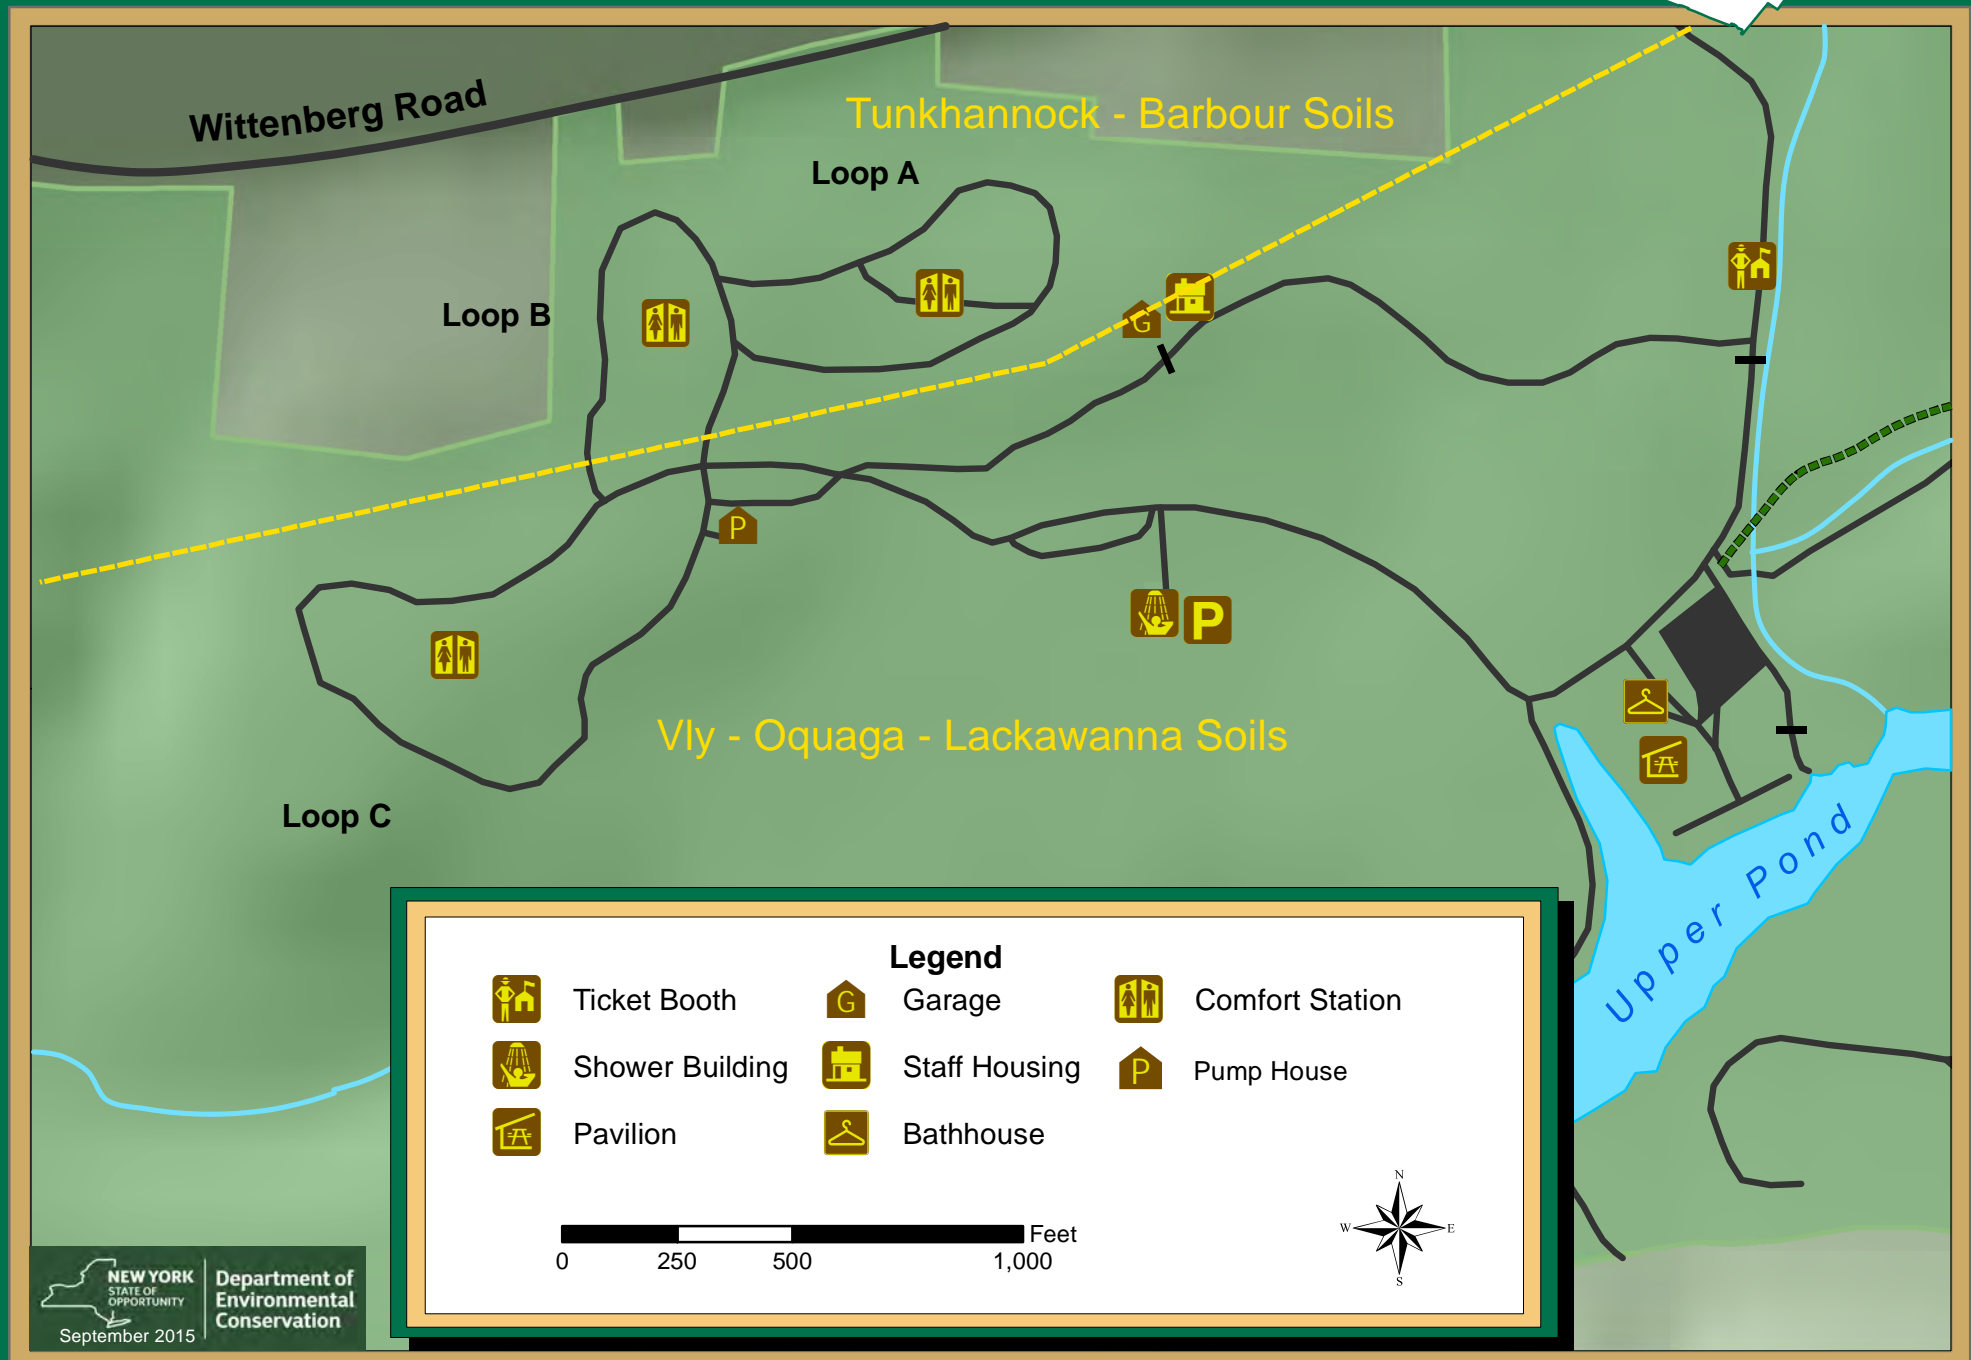 Wittenberg Road
Tunkhannock - Barbour Soils
Loop A
Loop B
G
P
P
Vly - Oquaga - Lackawanna Soils
Loop C
Upper Pond
Legend
Ticket Booth
G Garage
Comfort Station
Shower Building
Staff Housing
P Pump House
Pavilion
Bathhouse
Feet
0 250 500 1,000
N
W E
S
NEW YORK
STATE OF
OPPORTUNITY
Department of
Environmental
Conservation
September 2015